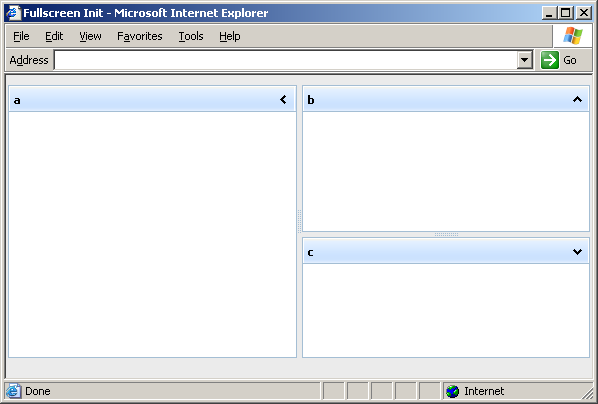 Fullscreen Init - Microsoft Internet Explorer
File Edit View Favorites Tools Help
Address Go
a b
c
Done Internet